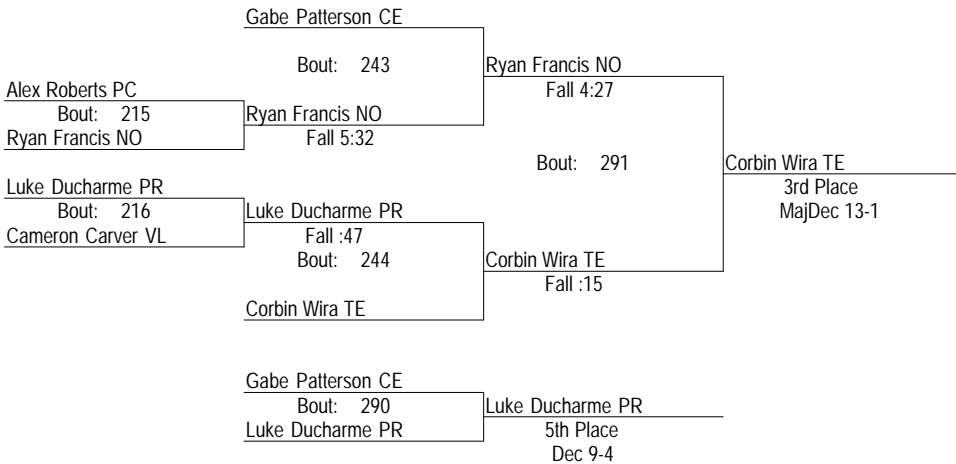 Gabe Patterson CE
Bout: 243
Ryan Francis NO
Fall 4:27
Alex Roberts PC
Bout: 215
Ryan Francis NO
Ryan Francis NO
Fall 5:32
Bout: 291
Corbin Wira TE
3rd Place
MajDec 13-1
Luke Ducharme PR
Bout: 216
Cameron Carver VL
Luke Ducharme PR
Fall :47
Bout: 244
Corbin Wira TE
Fall :15
Corbin Wira TE
Gabe Patterson CE
Bout: 290
Luke Ducharme PR
Luke Ducharme PR
5th Place
Dec 9-4